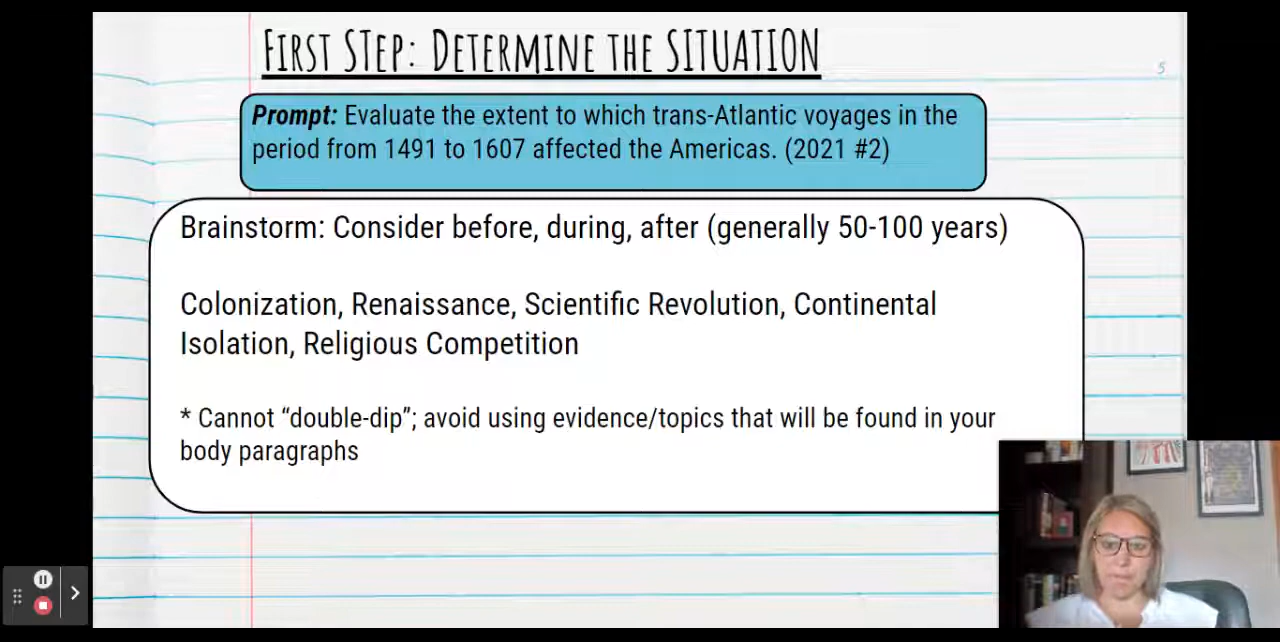 First Step: Determine the SITUATION
5
Prompt: Evaluate the extent to which trans-Atlantic voyages in the
period from 1491 to 1607 affected the Americas. (2021 #2)
Brainstorm: Consider before, during, after (generally 50-100 years)
Colonization, Renaissance, Scientific Revolution, Continental
Isolation, Religious Competition
* Cannot “double-dip”; avoid using evidence/topics that will be found in your
body paragraphs